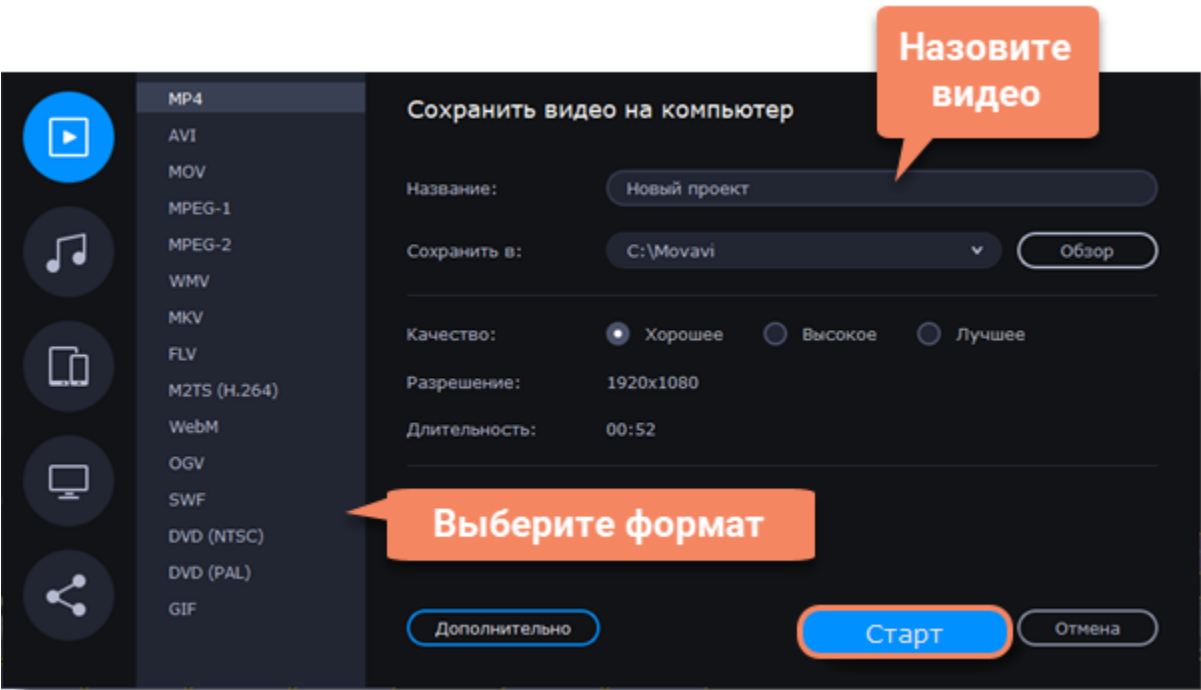 Назовите
видео
MP4
AVI
MOV
MPEG-1
MPEG-2
WMV
MKV
FLV
M2TS (H.264)
WebM
OGV
SWF
DVD (NTSC)
DVD (PAL)
GIF
Сохранить видео на компьютер
Название: Новый проект
Сохранить в: C:\Movavi Обзор
Качество: Хорошее Высокое Лучшее
Разрешение: 1920x1080
Длительность: 00:52
Выберите формат
Дополнительно Старт Отмена